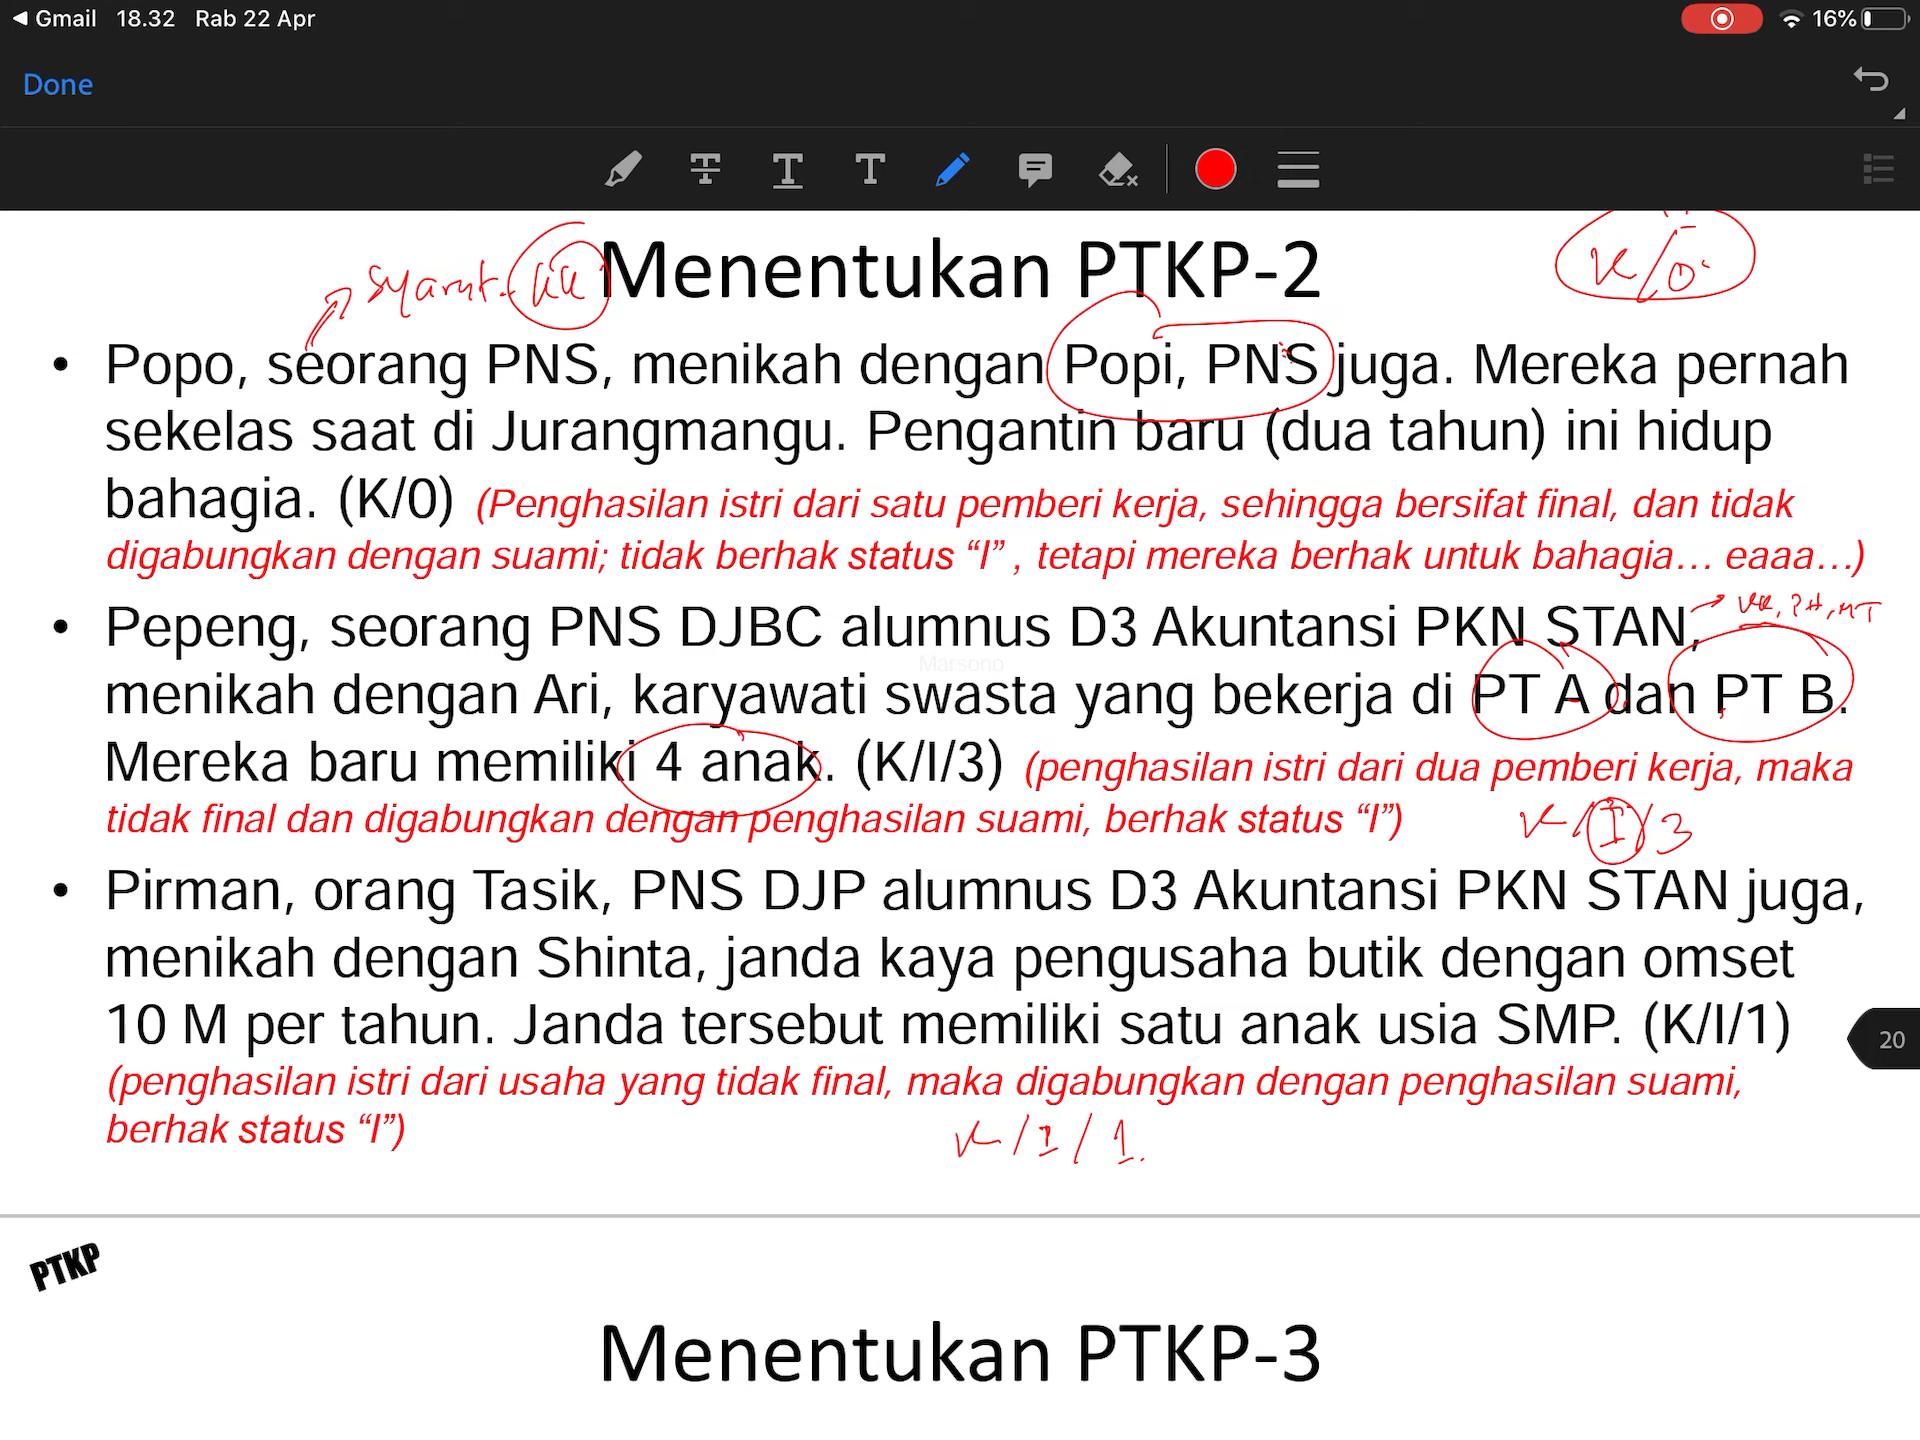 Gmail 18.32 Rab 22 Apr 16%
Done
K/0
syarat. KK Menentukan PTKP-2
• Popo, seorang PNS, menikah dengan Popi, PNS juga. Mereka pernah
sekelas saat di Jurangmangu. Pengantin baru (dua tahun) ini hidup
bahagia. (K/0) (Penghasilan istri dari satu pemberi kerja, sehingga bersifat final, dan tidak
digabungkan dengan suami; tidak berhak status “I” , tetapi mereka berhak untuk bahagia… eaaa…)
• Pepeng, seorang PNS DJBC alumnus D3 Akuntansi PKN STAN, KK, PH, MT
Marsono
menikah dengan Ari, karyawati swasta yang bekerja di PT A dan PT B.
Mereka baru memiliki 4 anak. (K/I/3) (penghasilan istri dari dua pemberi kerja, maka
tidak final dan digabungkan dengan penghasilan suami, berhak status “I”) K/I/3
• Pirman, orang Tasik, PNS DJP alumnus D3 Akuntansi PKN STAN juga,
menikah dengan Shinta, janda kaya pengusaha butik dengan omset
10 M per tahun. Janda tersebut memiliki satu anak usia SMP. (K/I/1)
20
(penghasilan istri dari usaha yang tidak final, maka digabungkan dengan penghasilan suami,
berhak status “I”) K/I/1.
PTKP
Menentukan PTKP-3